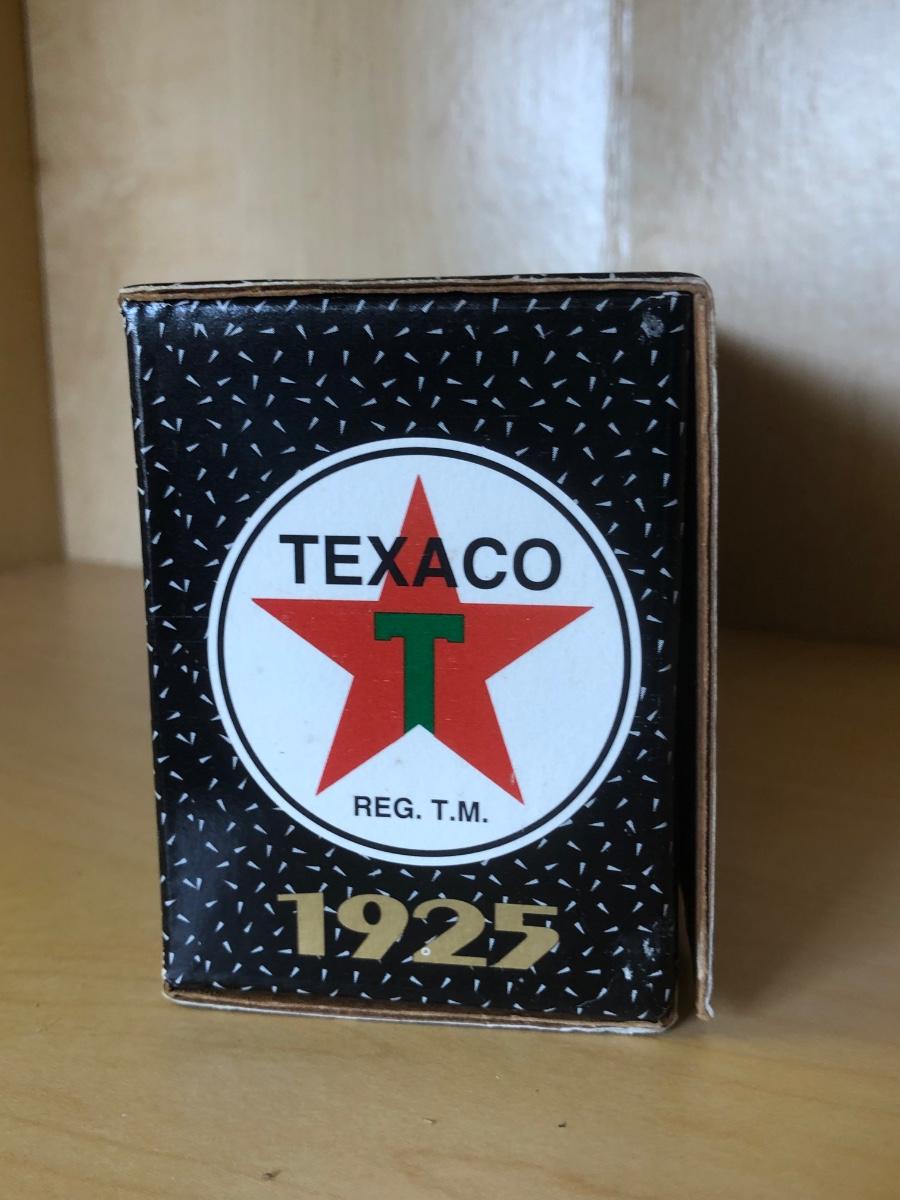 TEXACO
T
REG. T.M.
1925